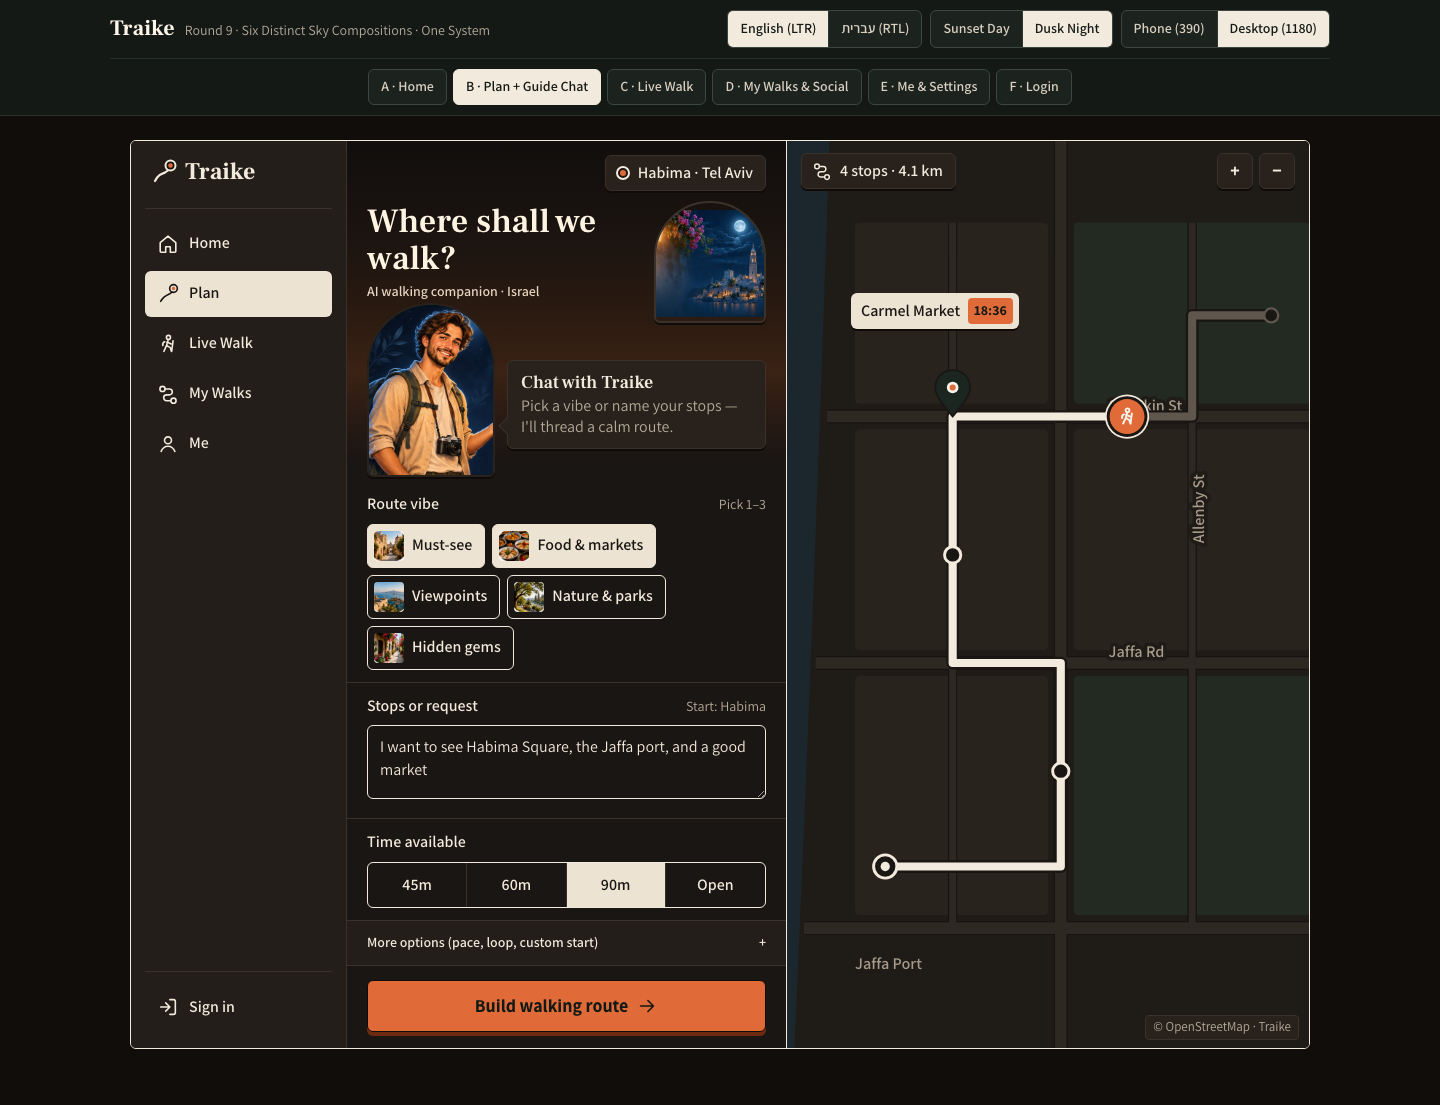 Traike
Round 9 · Six Distinct Sky Compositions · One System
English (LTR)
עברית (RTL)
Sunset Day
Dusk Night
Phone (390)
Desktop (1180)
A · Home
B · Plan + Guide Chat
C · Live Walk
D · My Walks & Social
E · Me & Settings
F · Login
Traike
Home
Plan
Live Walk
My Walks
Me
Sign in
Habima · Tel Aviv
Where shall we
walk?
AI walking companion · Israel
Chat with Traike
Pick a vibe or name your stops —
I'll thread a calm route.
Route vibe
Pick 1–3
Must-see
Food & markets
Viewpoints
Nature & parks
Hidden gems
Stops or request
Start: Habima
I want to see Habima Square, the Jaffa port, and a good
market
Time available
45m
60m
90m
Open
More options (pace, loop, custom start)
+
Build walking route →
4 stops · 4.1 km
+
−
Carmel Market 18:36
St
Allenby St
Jaffa Rd
Jaffa Port
© OpenStreetMap · Traike